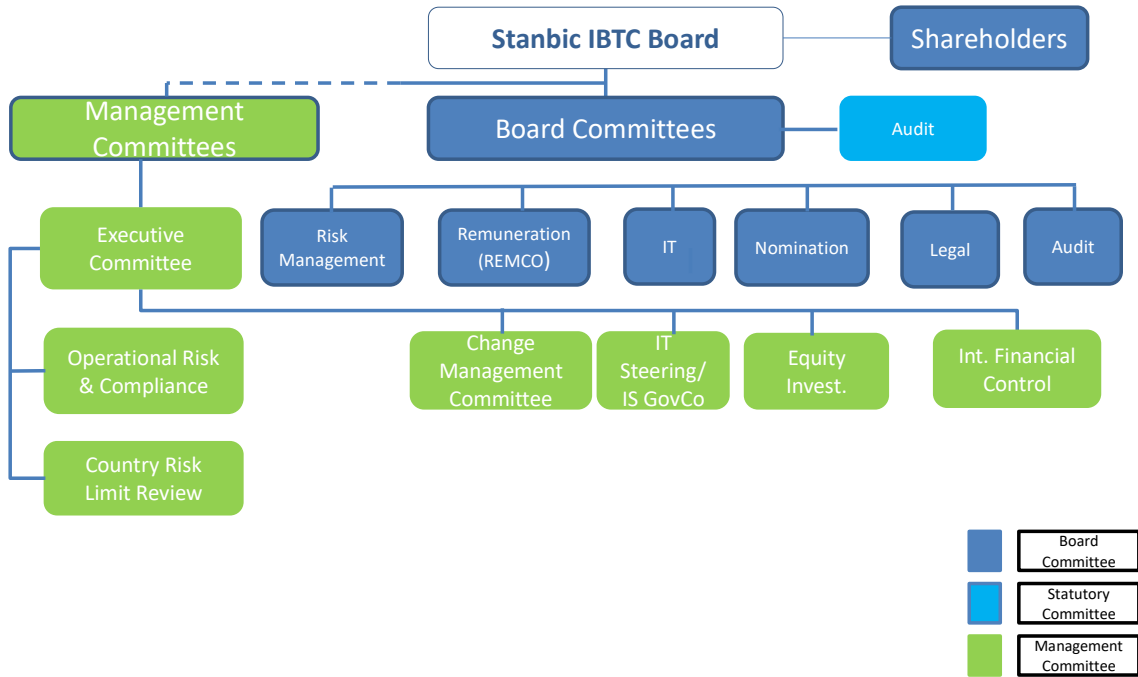 Stanbic IBTC Board
Shareholders
Management
Committees
Board Committees
Audit
Executive
Committee
Risk
Management
Remuneration
(REMCO)
IT
Nomination
Legal
Audit
Operational Risk
& Compliance
Change
Management
Committee
IT
Steering/
IS GovCo
Equity
Invest.
Int. Financial
Control
Country Risk
Limit Review
Board
Committee
Statutory
Committee
Management
Committee